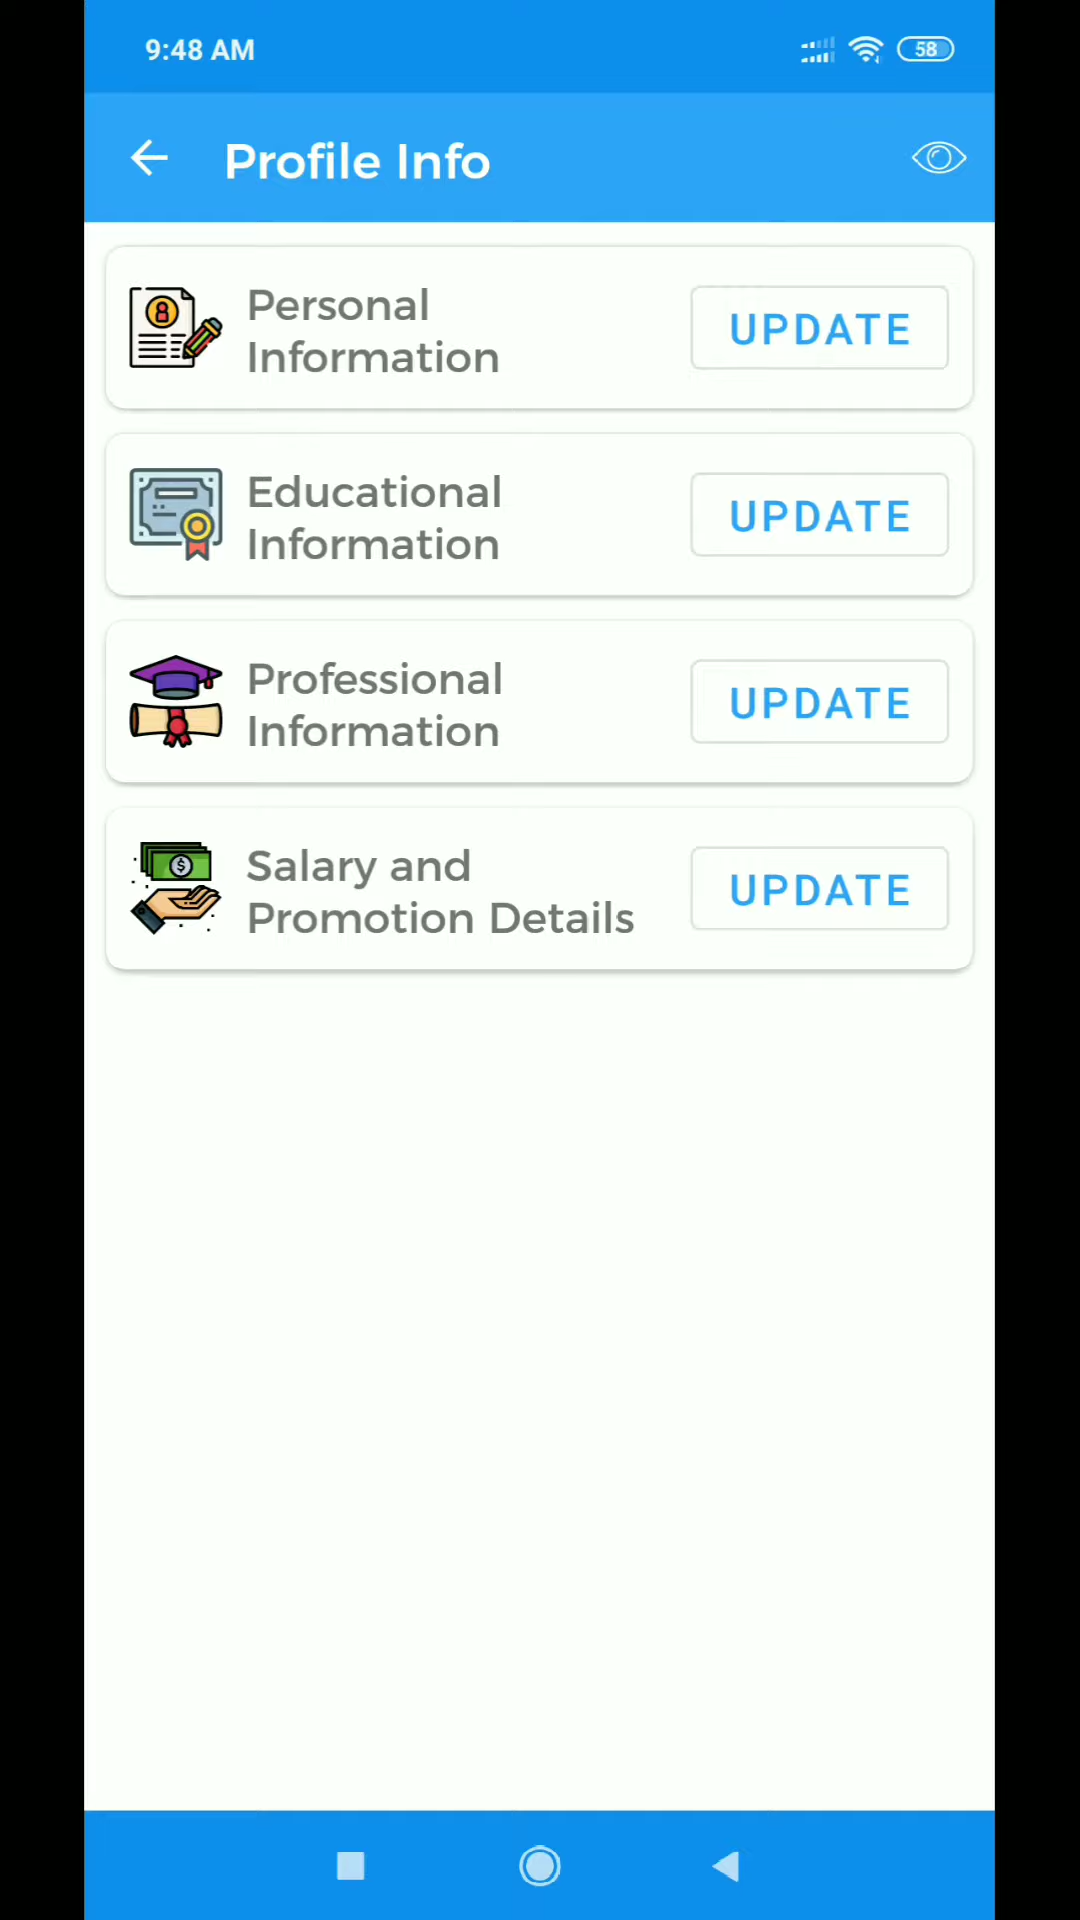 9:48 AM
58
Profile Info
Personal
Information
UPDATE
Educational
Information
UPDATE
Professional
Information
UPDATE
$
Salary and
Promotion Details
UPDATE